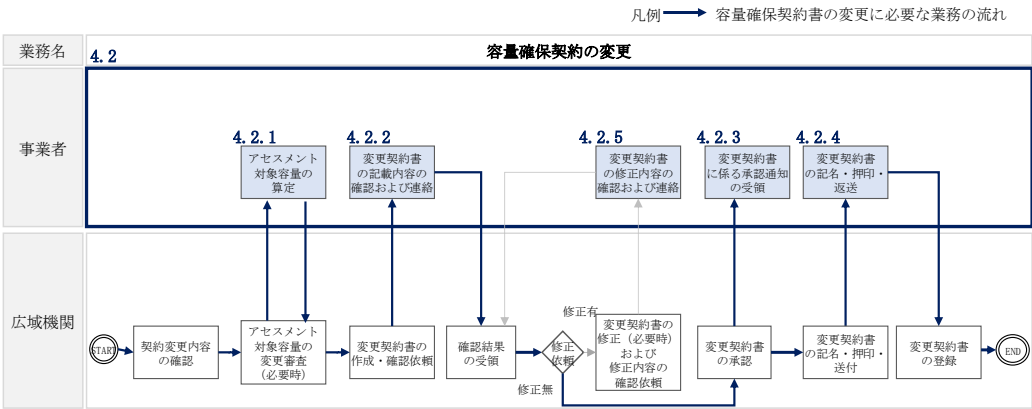 凡例 容量確保契約書の変更に必要な業務の流れ
業務名
4.2
容量確保契約の変更
事業者
4.2.1
アセスメント
対象容量の
算定
4.2.2
変更契約書
の記載内容の
確認および連絡
4.2.5
変更契約書
の修正内容の
確認および連絡
4.2.3
変更契約書
に係る承認通知
の受領
4.2.4
変更契約書
の記名・押印・
返送
広域機関
START
契約変更内容
の確認
アセスメント
対象容量の
変更審査
(必要時)
変更契約書の
作成・確認依頼
確認結果
の受領
修正
依頼
修正有
修正無
変更契約書の
修正（必要時）
および
修正内容の
確認依頼
変更契約書
の承認
変更契約書
の記名・押印・
送付
変更契約書
の登録
END